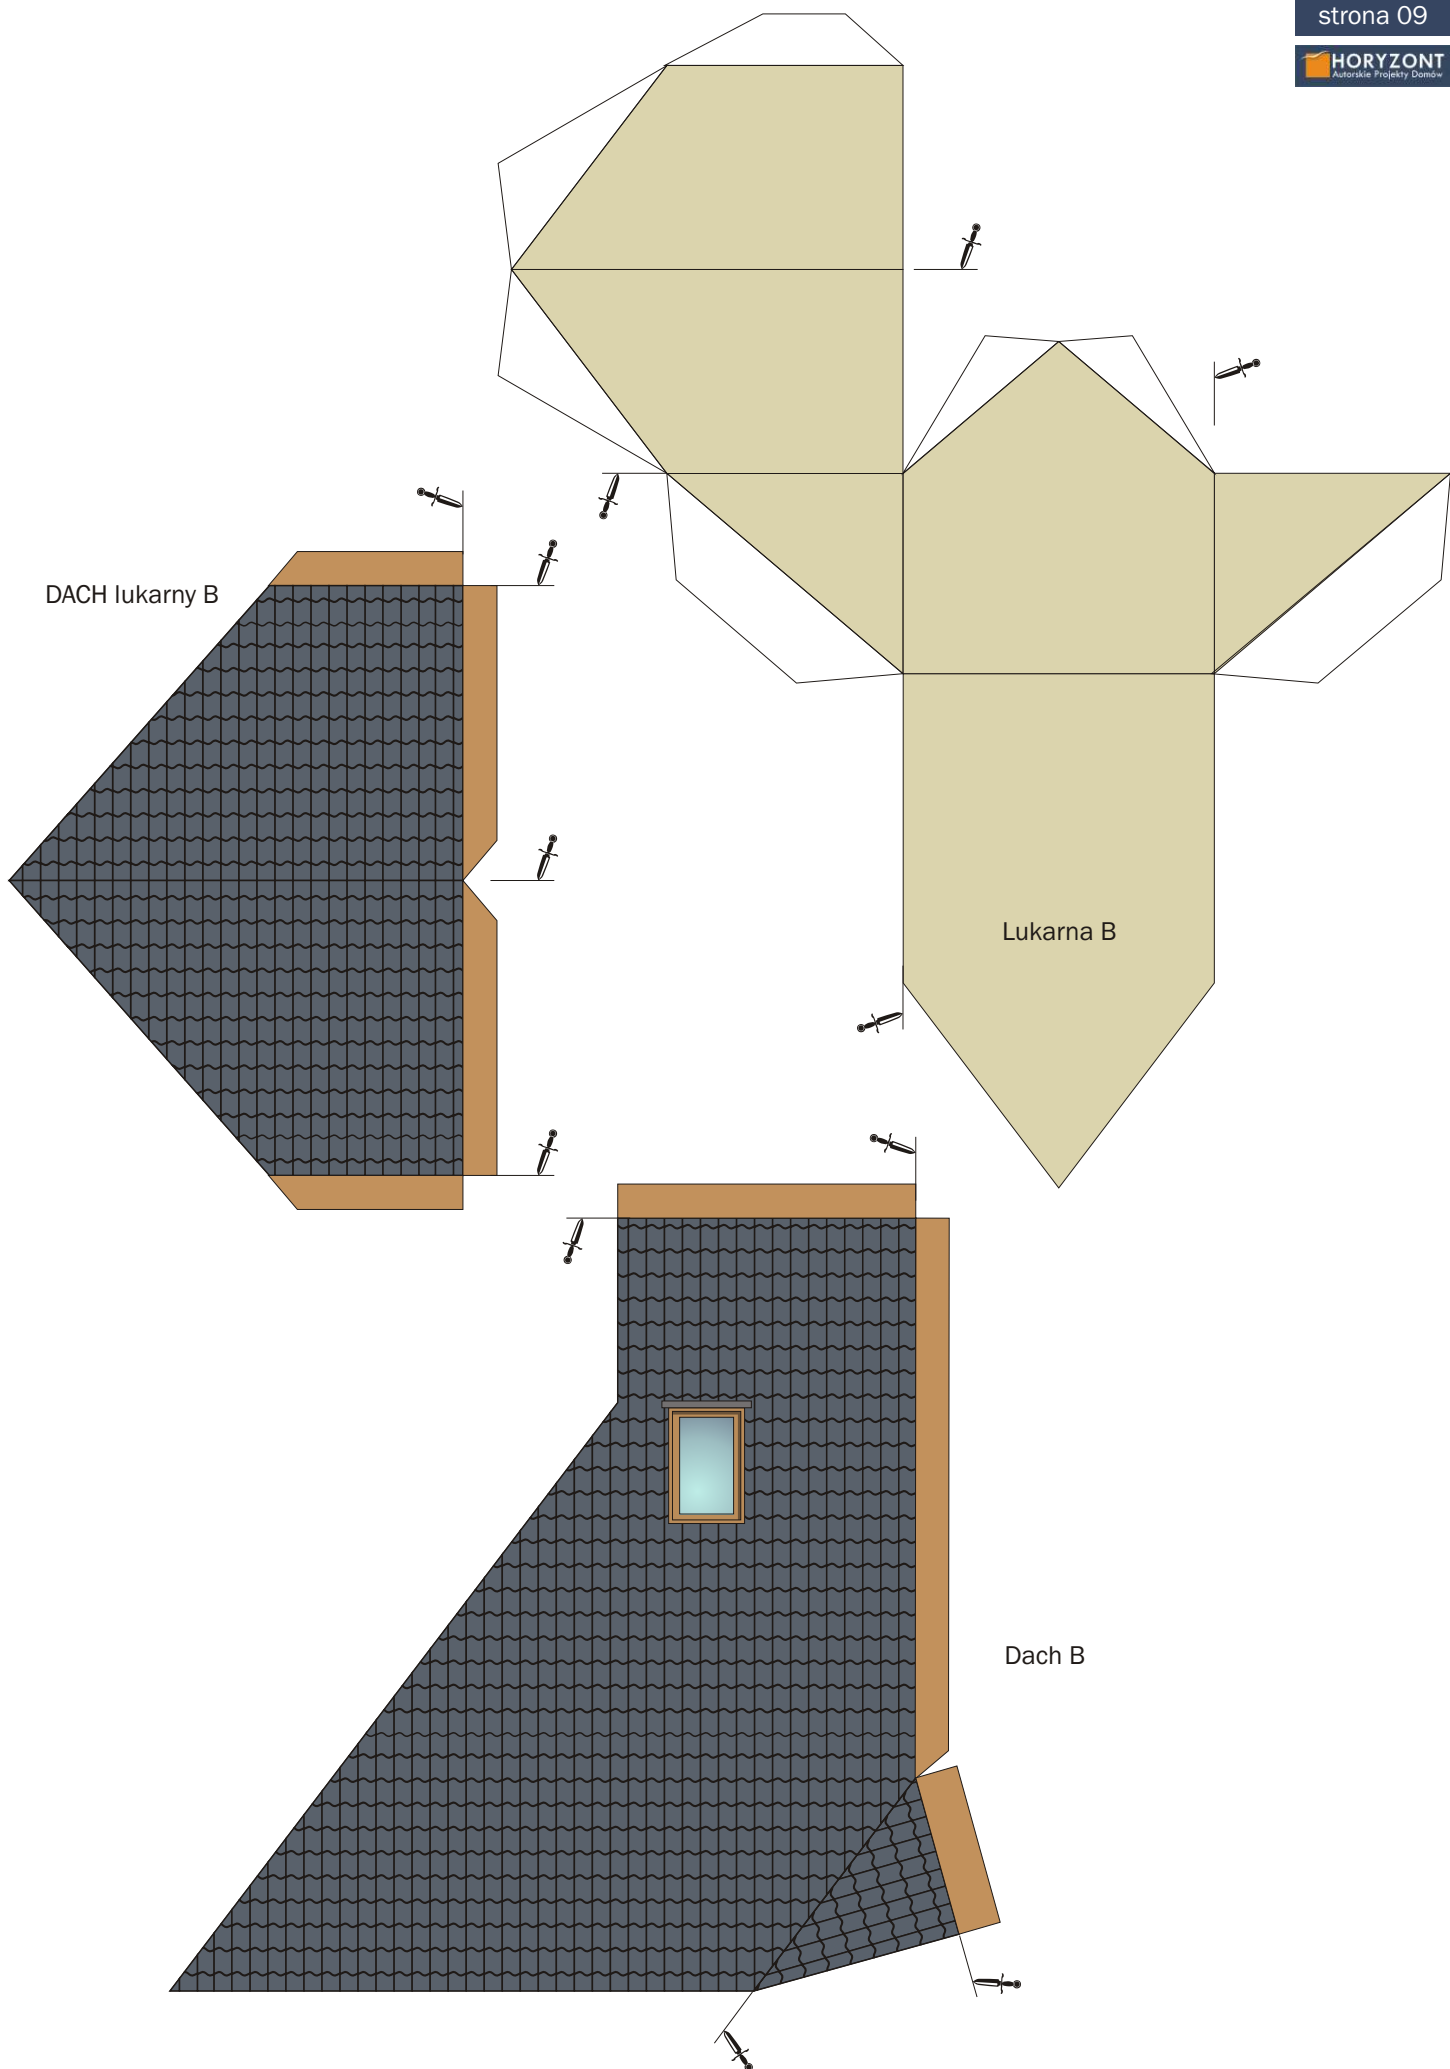 strona 09
HORYZONT
Autorskie Projekty Domów
DACH lukarny B
Lukarna B
Dach B